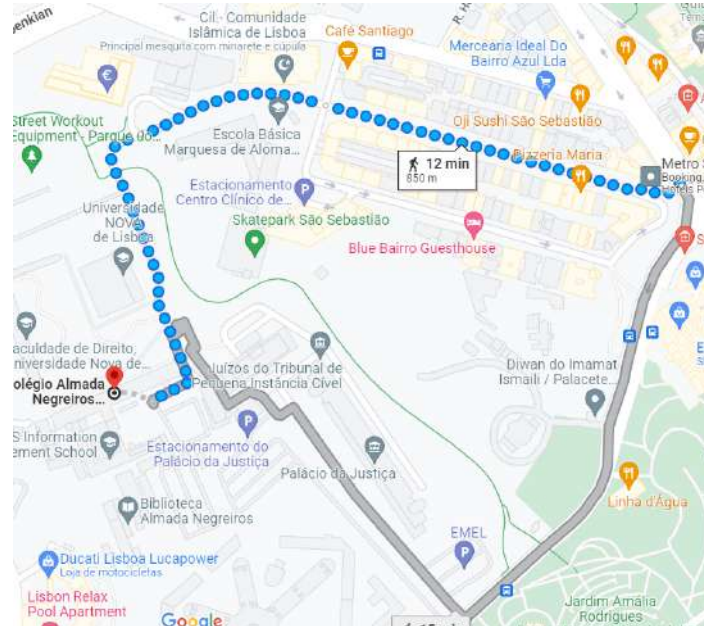 enkian
Cil - Comunidade
Islâmica de Lisboa
Principal mesquita com minarete e cúpula
Café Santiago
R. H
Mercearia Ideal Do
Bairro Azul Lda
Street Workout
Equipment - Parque do...
Escola Básica
Marquesa de Alorna...
Oji Sushi São Sebastião
12 min
850 m
Pizzeria Maria
Metro S
Booking.
Hotels P
Estacionamento
Centro Clínico de...
Universidade
NOVA
de Lisboa
Skatepark São Sebastião
Blue Bairro Guesthouse
aculdade de Direito,
niversidade Nova de...
olégio Almada
Negreiros...
Juízos do Tribunal de
Pequena Instância Cível
Diwan do Imamat
Ismaili / Palacete...
S Information
ement School
Estacionamento do
Palácio da Justiça
Palácio da Justiça
Linha d'Água
Biblioteca
Almada Negreiros
EMEL
Ducati Lisboa Lucapower
Loja de motocicletas
Lisbon Relax
Pool Apartment
Google
Jardim Amália
Rodrigues